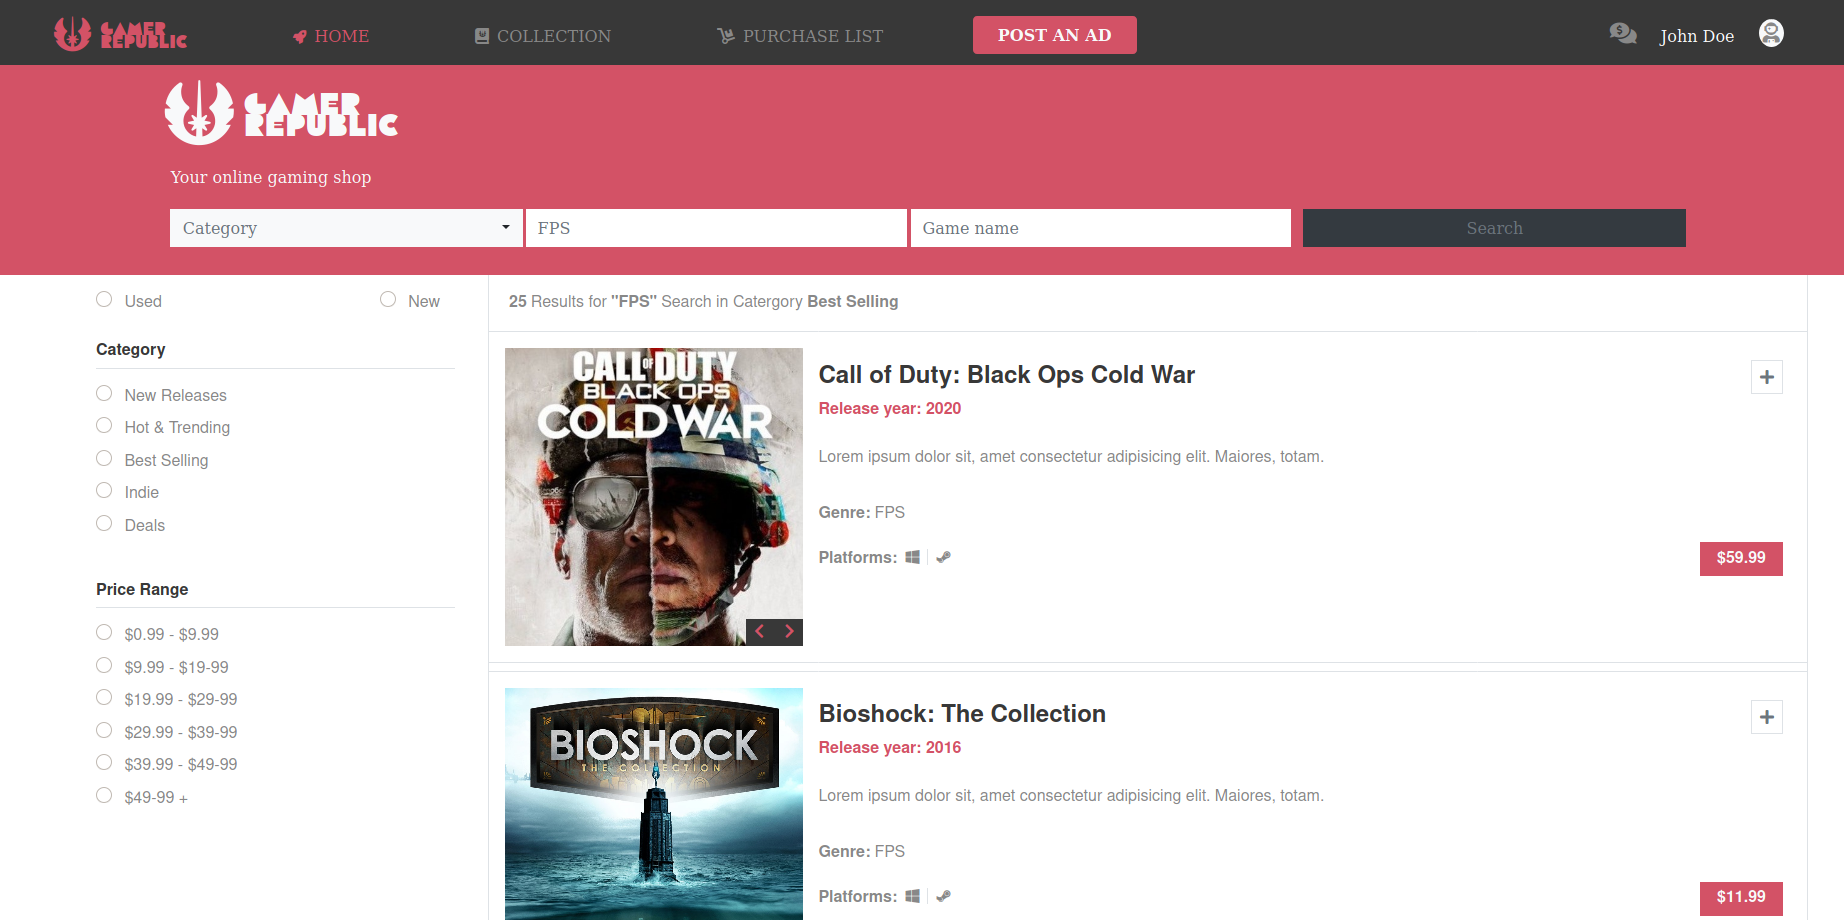 GAMER
REPUBLIC
HOME
COLLECTION
PURCHASE LIST
POST AN AD
John Doe
GAMER
REPUBLIC
Your online gaming shop
Category
FPS
Game name
Search
Used
New
Category
New Releases
Hot & Trending
Best Selling
Indie
Deals
Price Range
$0.99 - $9.99
$9.99 - $19-99
$19.99 - $29-99
$29.99 - $39-99
$39.99 - $49-99
$49-99 +
25 Results for "FPS" Search in Catergory Best Selling
CALL OF DUTY
BLACK OPS
COLD WAR
Call of Duty: Black Ops Cold War
Release year: 2020
Lorem ipsum dolor sit, amet consectetur adipisicing elit. Maiores, totam.
Genre: FPS
Platforms:
$59.99
BIOSHOCK
THE COLLECTION
Bioshock: The Collection
Release year: 2016
Lorem ipsum dolor sit, amet consectetur adipisicing elit. Maiores, totam.
Genre: FPS
Platforms:
$11.99